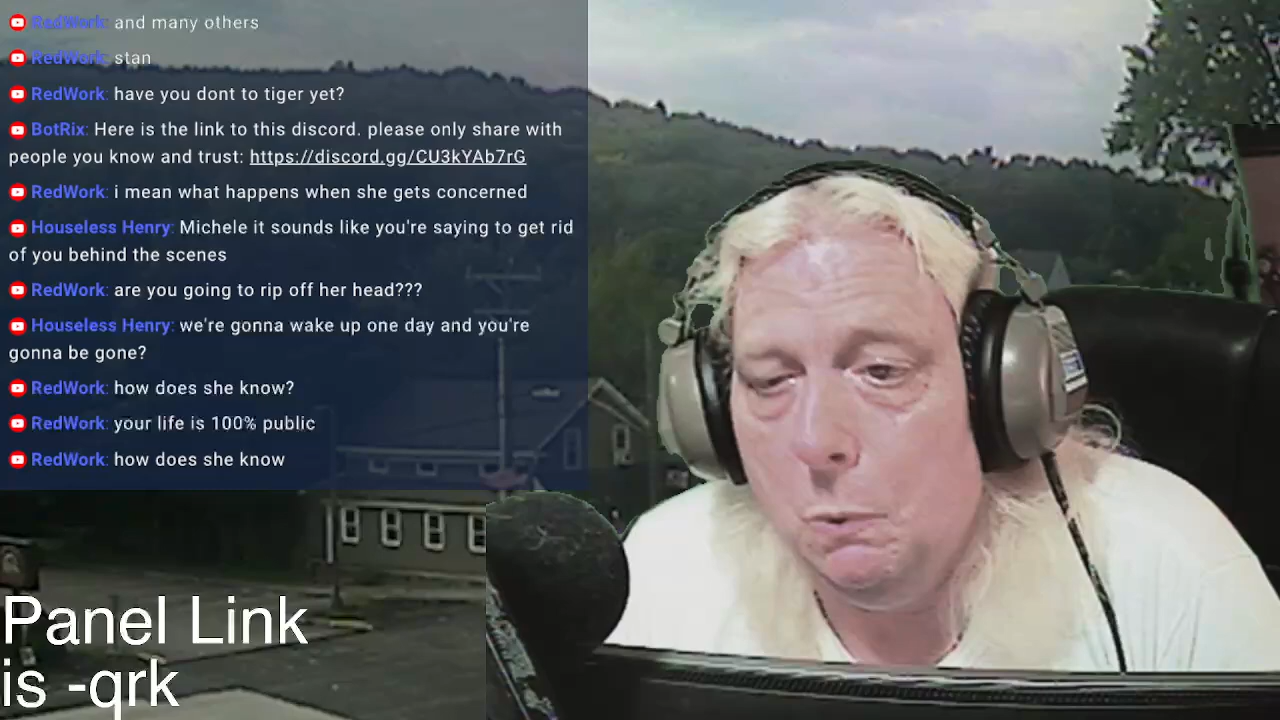 RedWork: and many others
RedWork: stan
RedWork: have you dont to tiger yet?
BotRix: Here is the link to this discord. please only share with
people you know and trust: https://discord.gg/CU3kYAb7rG
RedWork: i mean what happens when she gets concerned
Houseless Henry: Michele it sounds like you're saying to get rid
of you behind the scenes
RedWork: are you going to rip off her head???
Houseless Henry: we're gonna wake up one day and you're
gonna be gone?
RedWork: how does she know?
RedWork: your life is 100% public
RedWork: how does she know
Panel Link
is -qrk